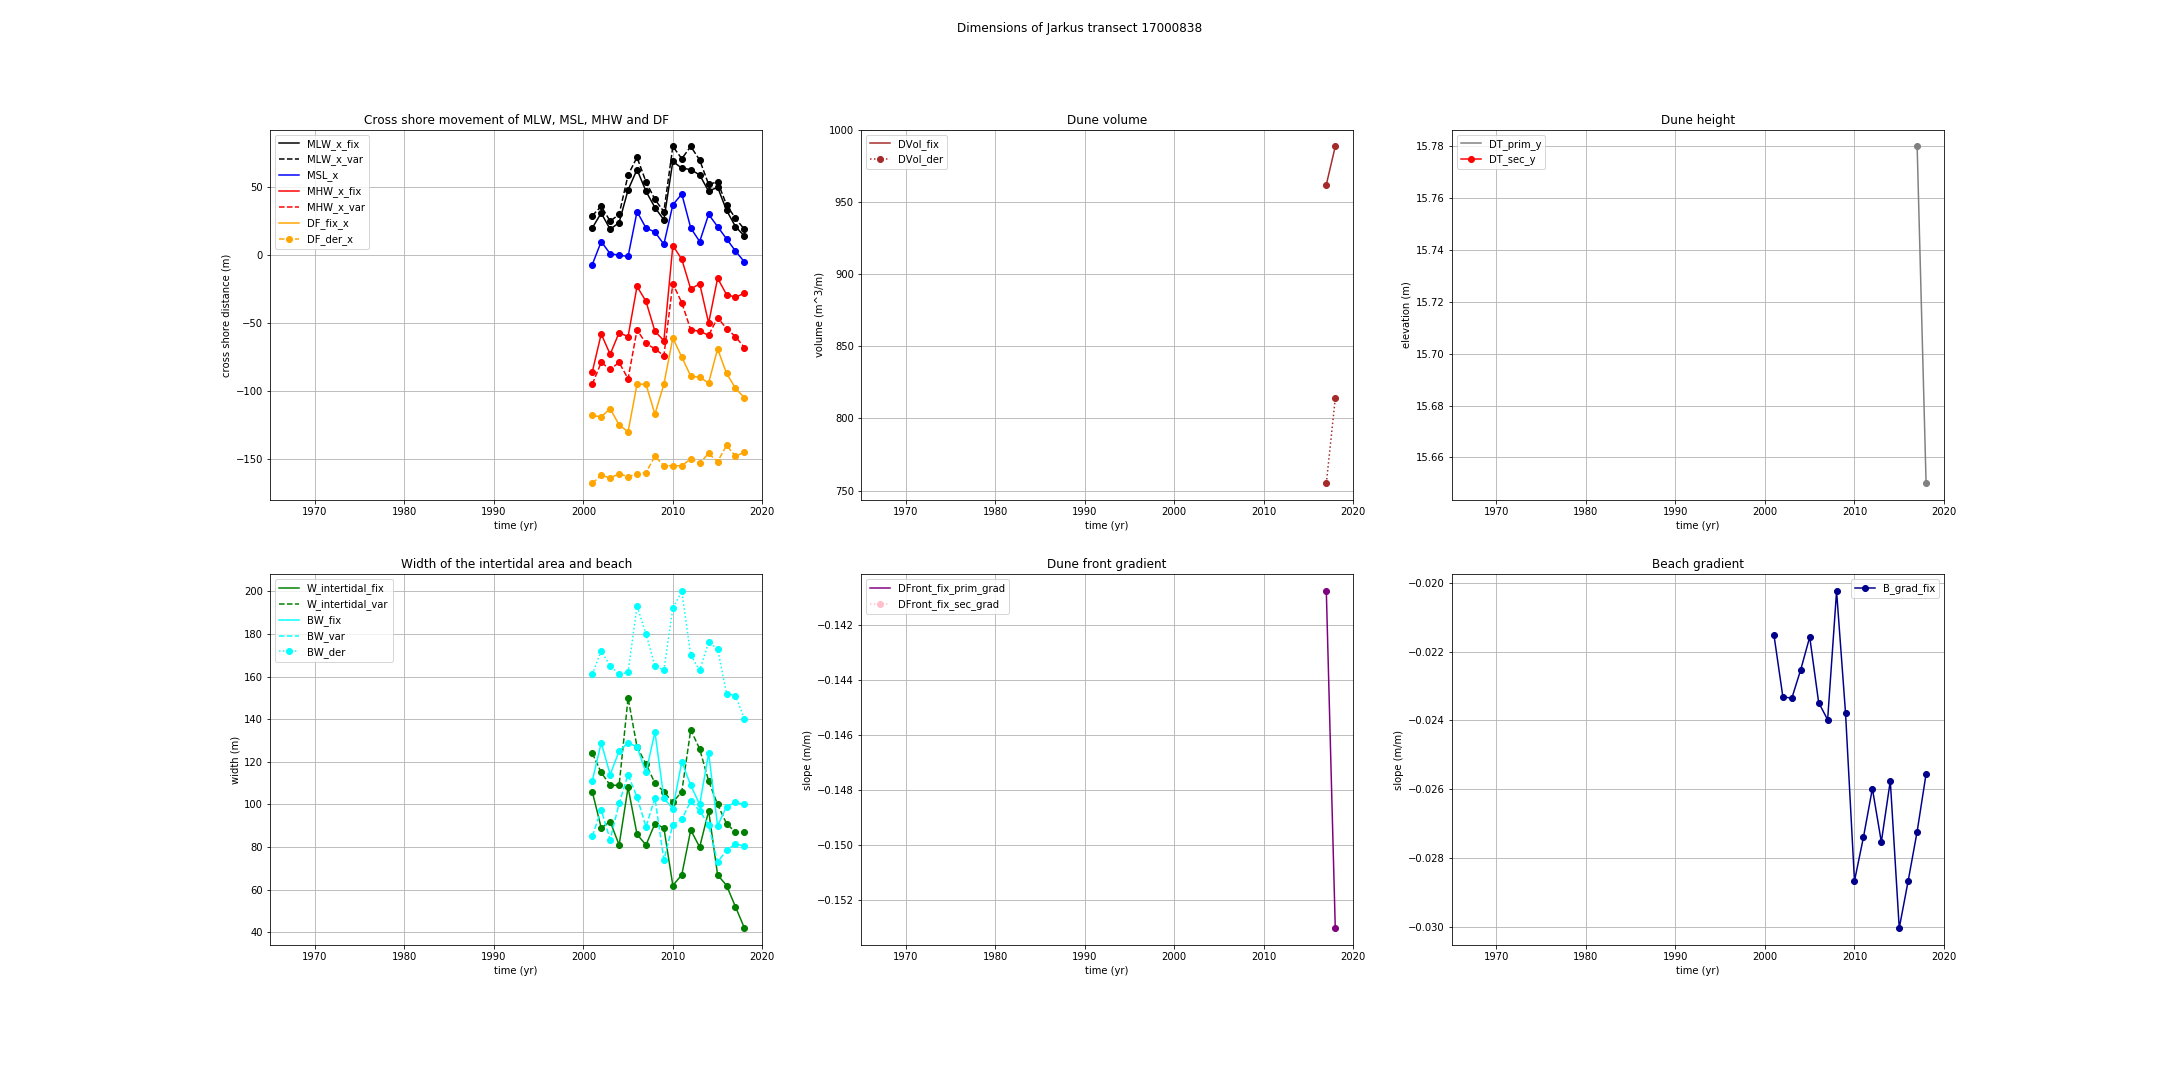 Dimensions of Jarkus transect 17000838
Cross shore movement of MLW, MSL, MHW and DF
MLW_x_fix
MLW_x_var
MSL_x
MHW_x_fix
MHW_x_var
DF_fix_x
DF_der_x
50
0
−50
−100
−150
cross shore distance (m)
1970 1980 1990 2000 2010 2020
time (yr)
Dune volume
DVol_fix
DVol_der
1000
950
900
850
800
750
volume (m^3/m)
1970 1980 1990 2000 2010 2020
time (yr)
Dune height
DT_prim_y
DT_sec_y
15.78
15.76
15.74
15.72
15.70
15.68
15.66
elevation (m)
1970 1980 1990 2000 2010 2020
time (yr)
Width of the intertidal area and beach
W_intertidal_fix
W_intertidal_var
BW_fix
BW_var
BW_der
200
180
160
140
120
100
80
60
40
width (m)
1970 1980 1990 2000 2010 2020
time (yr)
Dune front gradient
DFront_fix_prim_grad
DFront_fix_sec_grad
−0.142
−0.144
−0.146
−0.148
−0.150
−0.152
slope (m/m)
1970 1980 1990 2000 2010 2020
time (yr)
Beach gradient
B_grad_fix
−0.020
−0.022
−0.024
−0.026
−0.028
−0.030
slope (m/m)
1970 1980 1990 2000 2010 2020
time (yr)